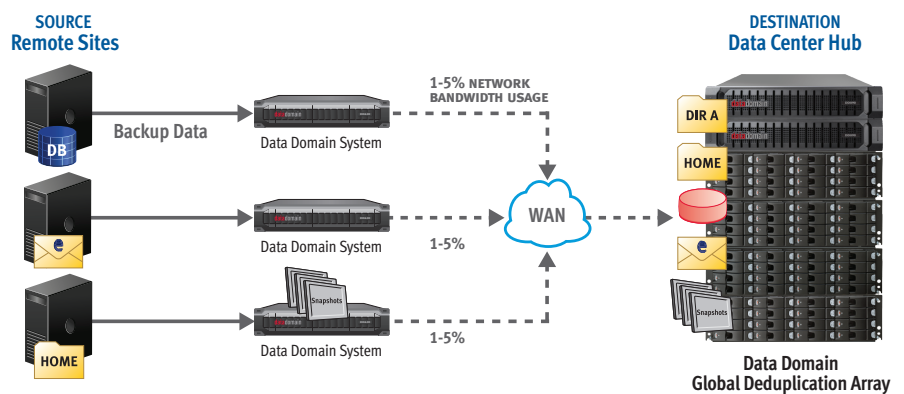 SOURCE
Remote Sites
DESTINATION
Data Center Hub
1-5% NETWORK
BANDWIDTH USAGE
Backup Data
DB
Data Domain System
DIR A
HOME
WAN
e
Data Domain System
1-5%
e
Snapshots
Snapshots
HOME
Data Domain System
1-5%
Data Domain
Global Deduplication Array